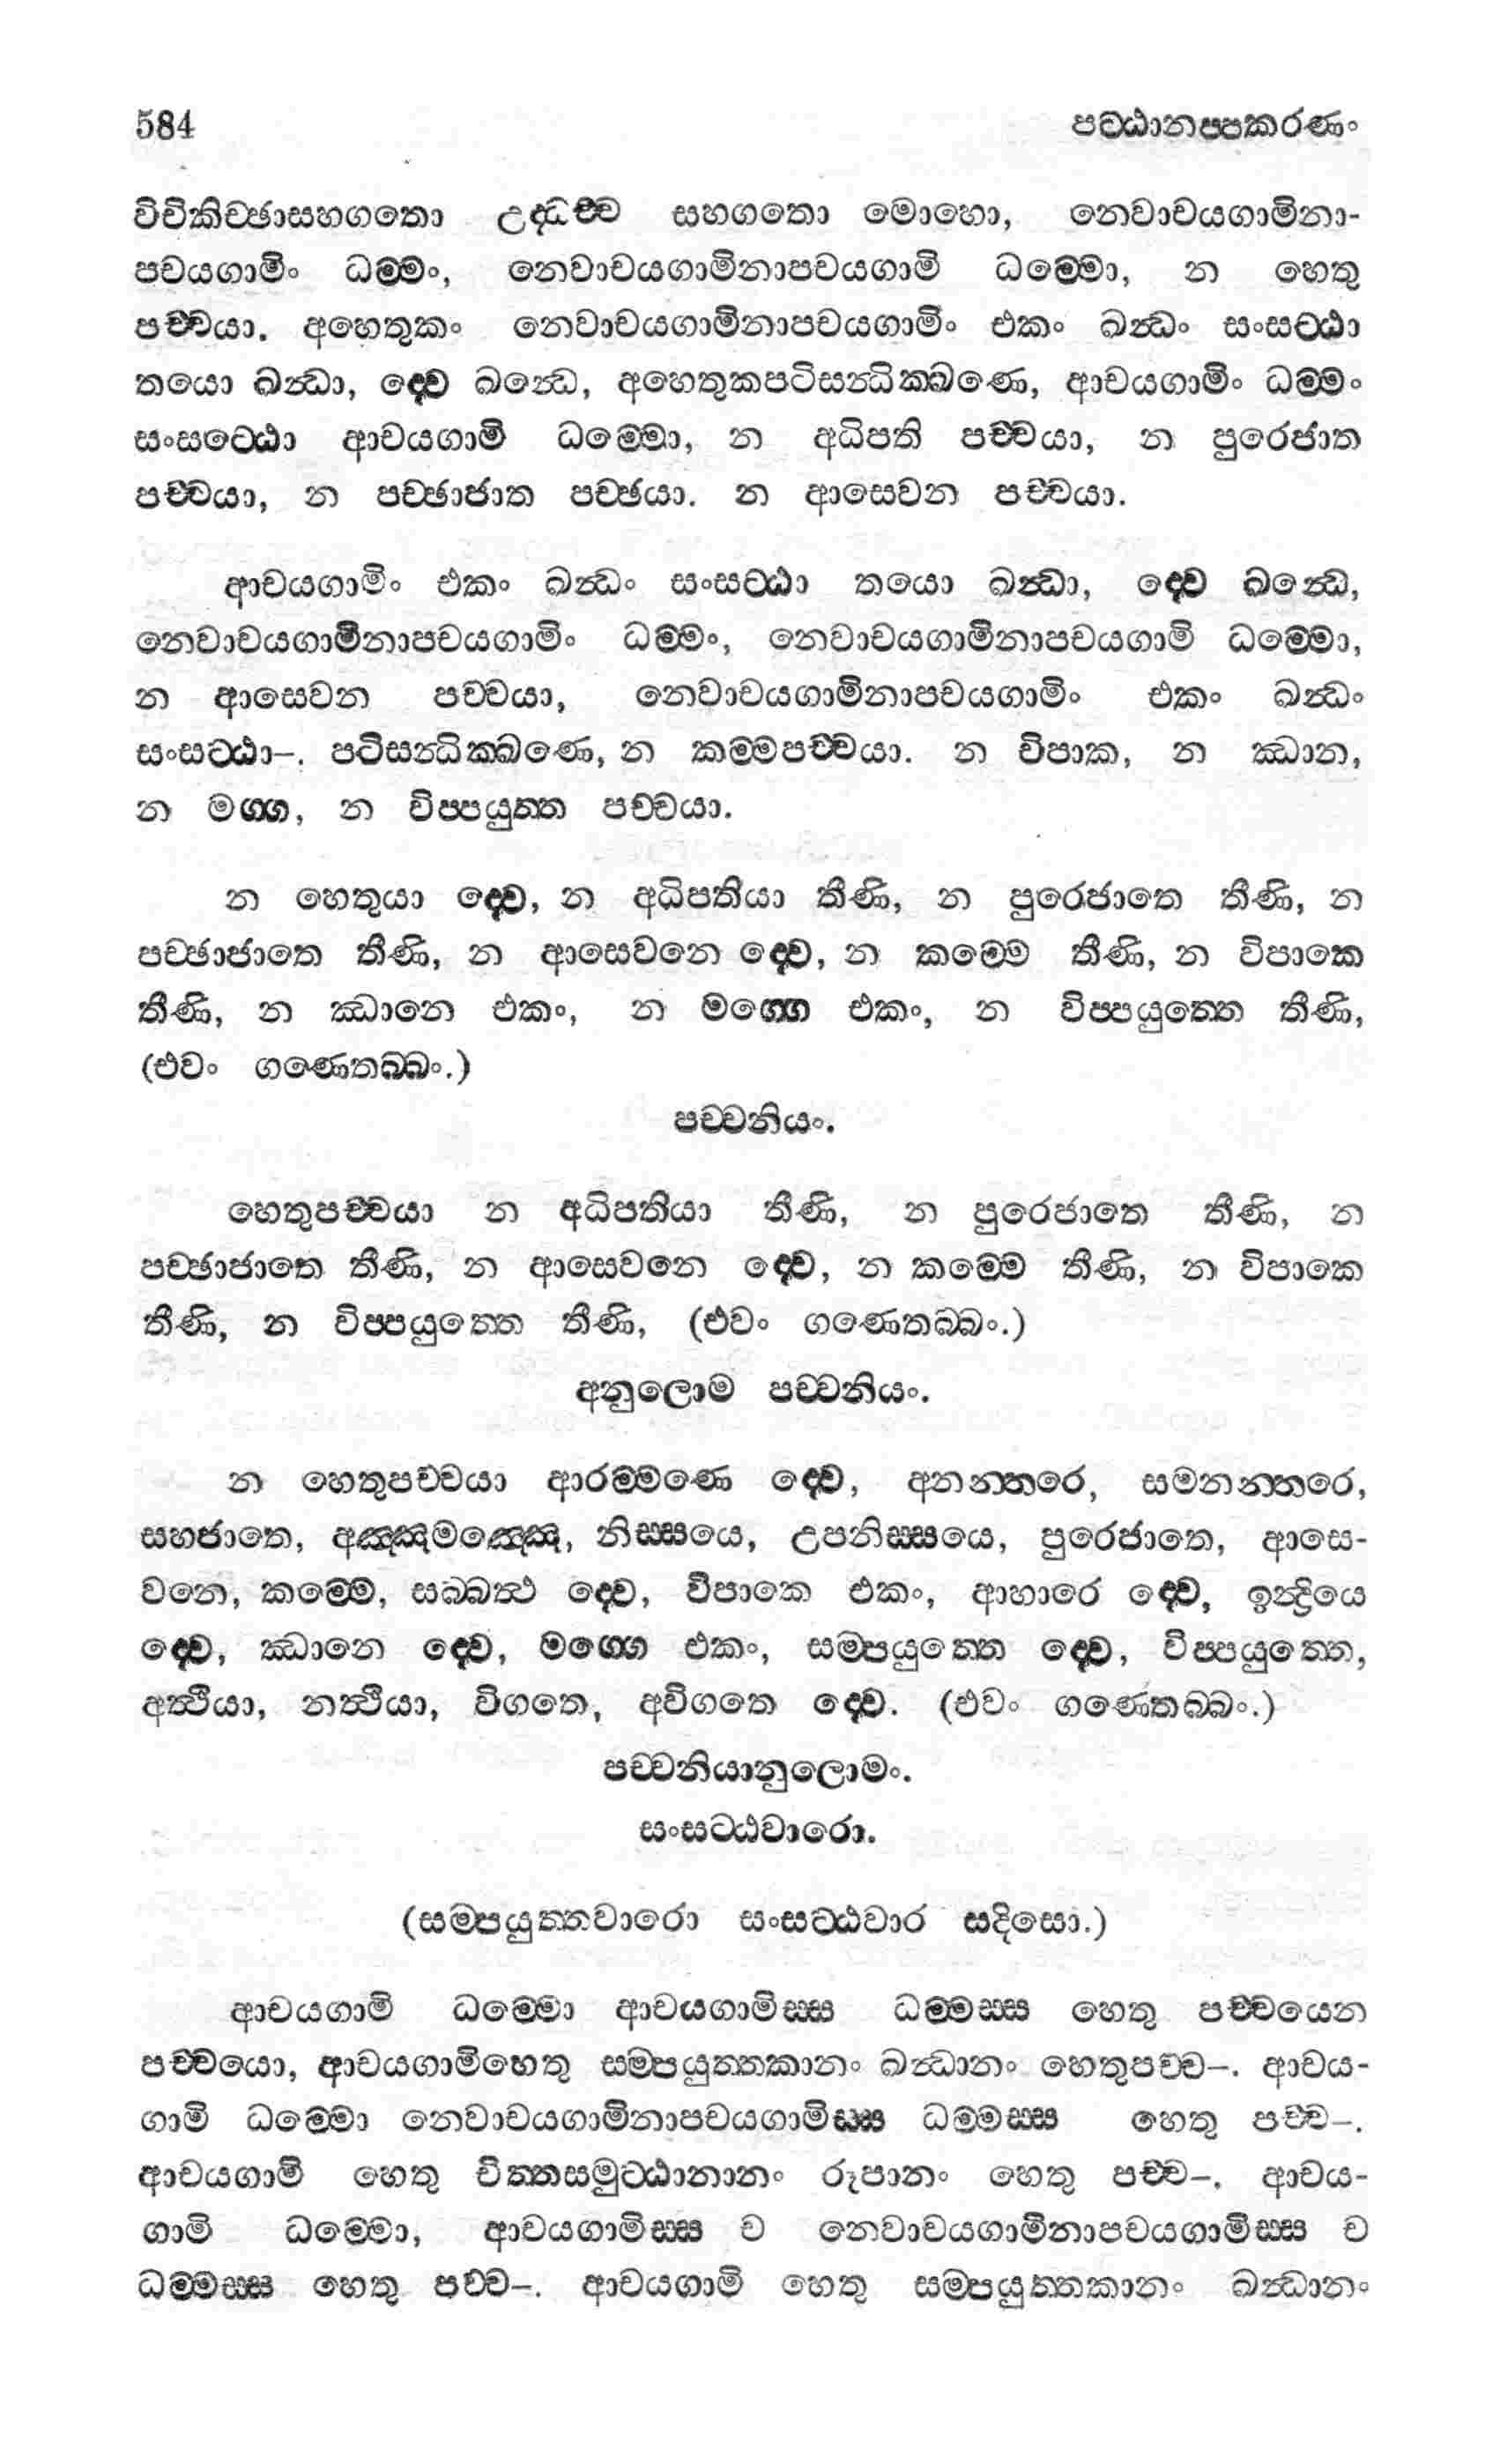 584 පට්ඨානප්පකරණං
විචිකිච්ඡාසහගතො උද්ධච්ච සහගතො මොහො, නෙවාචයගාමිනා-
පචයගාමිං ධම්මං, නෙවාචයගාමිනාපචයගාමි ධම්මො, න හෙතු
පච්චයා. අහෙතුකං නෙවාචයගාමිනාපචයගාමිං එකං ඛන්ධං සංසට්ඨා
තයො ඛන්ධා, ද්වෙ ඛන්ධෙ, අහෙතුකපටිසන්ධික්ඛණෙ, ආචයගාමිං ධම්මං
සංසට්ඨො ආචයගාමි ධම්මො, න අධිපති පච්චයා, න පුරෙජාත
පච්චයා, න පච්ඡාජාත පච්ඡයා. න ආසෙවන පච්චයා.
ආචයගාමිං එකං ඛන්ධං සංසට්ඨා තයො ඛන්ධා, ද්වෙ ඛන්ධෙ,
නෙවාචයගාමිනාපචයගාමිං ධම්මං, නෙවාචයගාමිනාපචයගාමි ධම්මො,
න ආසෙවන පච්චයා, නෙවාචයගාමිනාපචයගාමිං එකං ඛන්ධං
සංසට්ඨා–. පටිසන්ධික්ඛණෙ, න කම්මපච්චයා. න විපාක, න ඣාන,
න මග්ග, න විප්පයුත්ත පච්චයා.
න හෙතුයා ද්වෙ, න අධිපතියා තීණි, න පුරෙජාතෙ තීණි, න
පච්ඡාජාතෙ තීණි, න ආසෙවනෙ ද්වෙ, න කම්මෙ තීණි, න විපාකෙ
තීණි, න ඣානෙ එකං, න මග්ගෙ එකං, න විප්පයුත්තෙ තීණි,
(එවං ගණෙතබ්බං.)
පච්චනියං.
හෙතුපච්චයා න අධිපතියා තීණි, න පුරෙජාතෙ තීණි, න
පච්ඡාජාතෙ තීණි, න ආසෙවනෙ ද්වෙ, න කම්මෙ තීණි, න විපාකෙ
තීණි, න විප්පයුත්තෙ තීණි, (එවං ගණෙතබ්බං.)
අනුලොම පච්චනියං.
න හෙතුපච්චයා ආරම්මණෙ ද්වෙ, අනන්තරෙ, සමනන්තරෙ,
සහජාතෙ, අඤ්ඤමඤ්ඤෙ, නිස්සයෙ, උපනිස්සයෙ, පුරෙජාතෙ, ආසෙ-
වනෙ, කම්මෙ, සබ්බත්ථ ද්වෙ, විපාකෙ එකං, ආහාරෙ ද්වෙ, ඉන්ද්‍රියෙ
ද්වෙ, ඣානෙ ද්වෙ, මග්ගෙ එකං, සම්පයුත්තෙ ද්වෙ, විප්පයුත්තෙ,
අත්ථියා, නත්ථියා, විගතෙ, අවිගතෙ ද්වෙ. (එවං ගණෙතබ්බං.)
පච්චනියානුලොමං.
සංසට්ඨවාරො.
(සම්පයුත්තවාරො සංසට්ඨවාර සදිසො.)
ආචයගාමි ධම්මො ආචයගාමිස්ස ධම්මස්ස හෙතු පච්චයෙන
පච්චයො, ආචයගාමිහෙතු සම්පයුත්තකානං ඛන්ධානං හෙතුපච්ච–. ආචය-
ගාමි ධම්මො නෙවාචයගාමිනාපචයගාමිස්ස ධම්මස්ස හෙතු පච්ච–.
ආචයගාමි හෙතු චිත්තසමුට්ඨානානං රූපානං හෙතු පච්ච–. ආචය-
ගාමි ධම්මො, ආචයගාමිස්ස ච නෙවාචයගාමිනාපචයගාමිස්ස ච
ධම්මස්ස හෙතු පච්ච–. ආචයගාමි හෙතු සම්පයුත්තකානං ඛන්ධානං